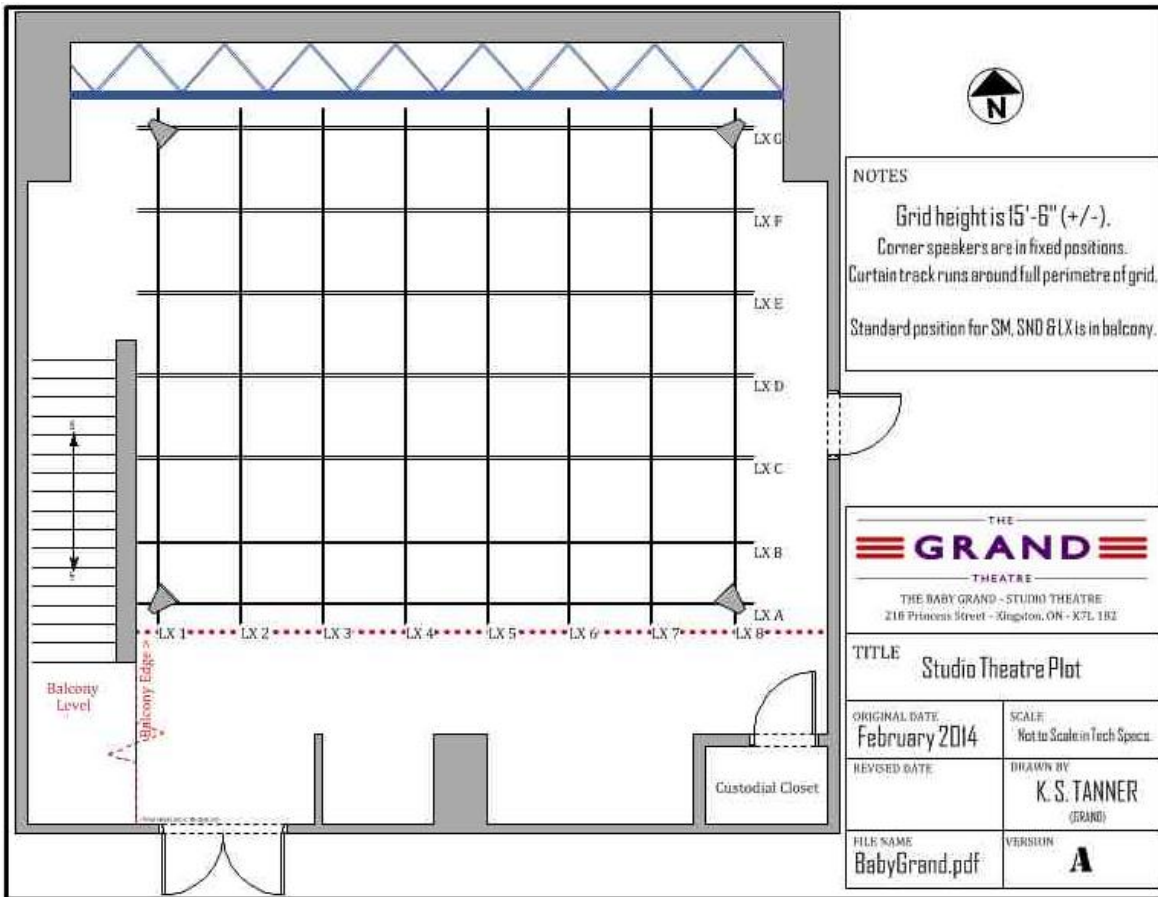 N
LX G
LX F
LX E
LX D
LX C
LX B
LX A
LX 1 LX 2 LX 3 LX 4 LX 5 LX 6 LX 7 LX 8
Balcony Edge >
Balcony
Level
Custodial Closet
NOTES
Grid height is 15'-6" (+/-).
Corner speakers are in fixed positions.
Curtain track runs around full perimetre of grid.
Standard position for SM, SND & LX is in balcony.
THE
GRAND
THEATRE
THE BABY GRAND - STUDIO THEATRE
218 Princess Street - Kingston, ON - K7L 1B2
TITLE
Studio Theatre Plot
ORIGINAL DATE
February 2014
SCALE
Not to Scale in Tech Specs.
REVISED DATE
DRAWN BY
K. S. TANNER
(GRAND)
FILE NAME
BabyGrand.pdf
VERSION
A